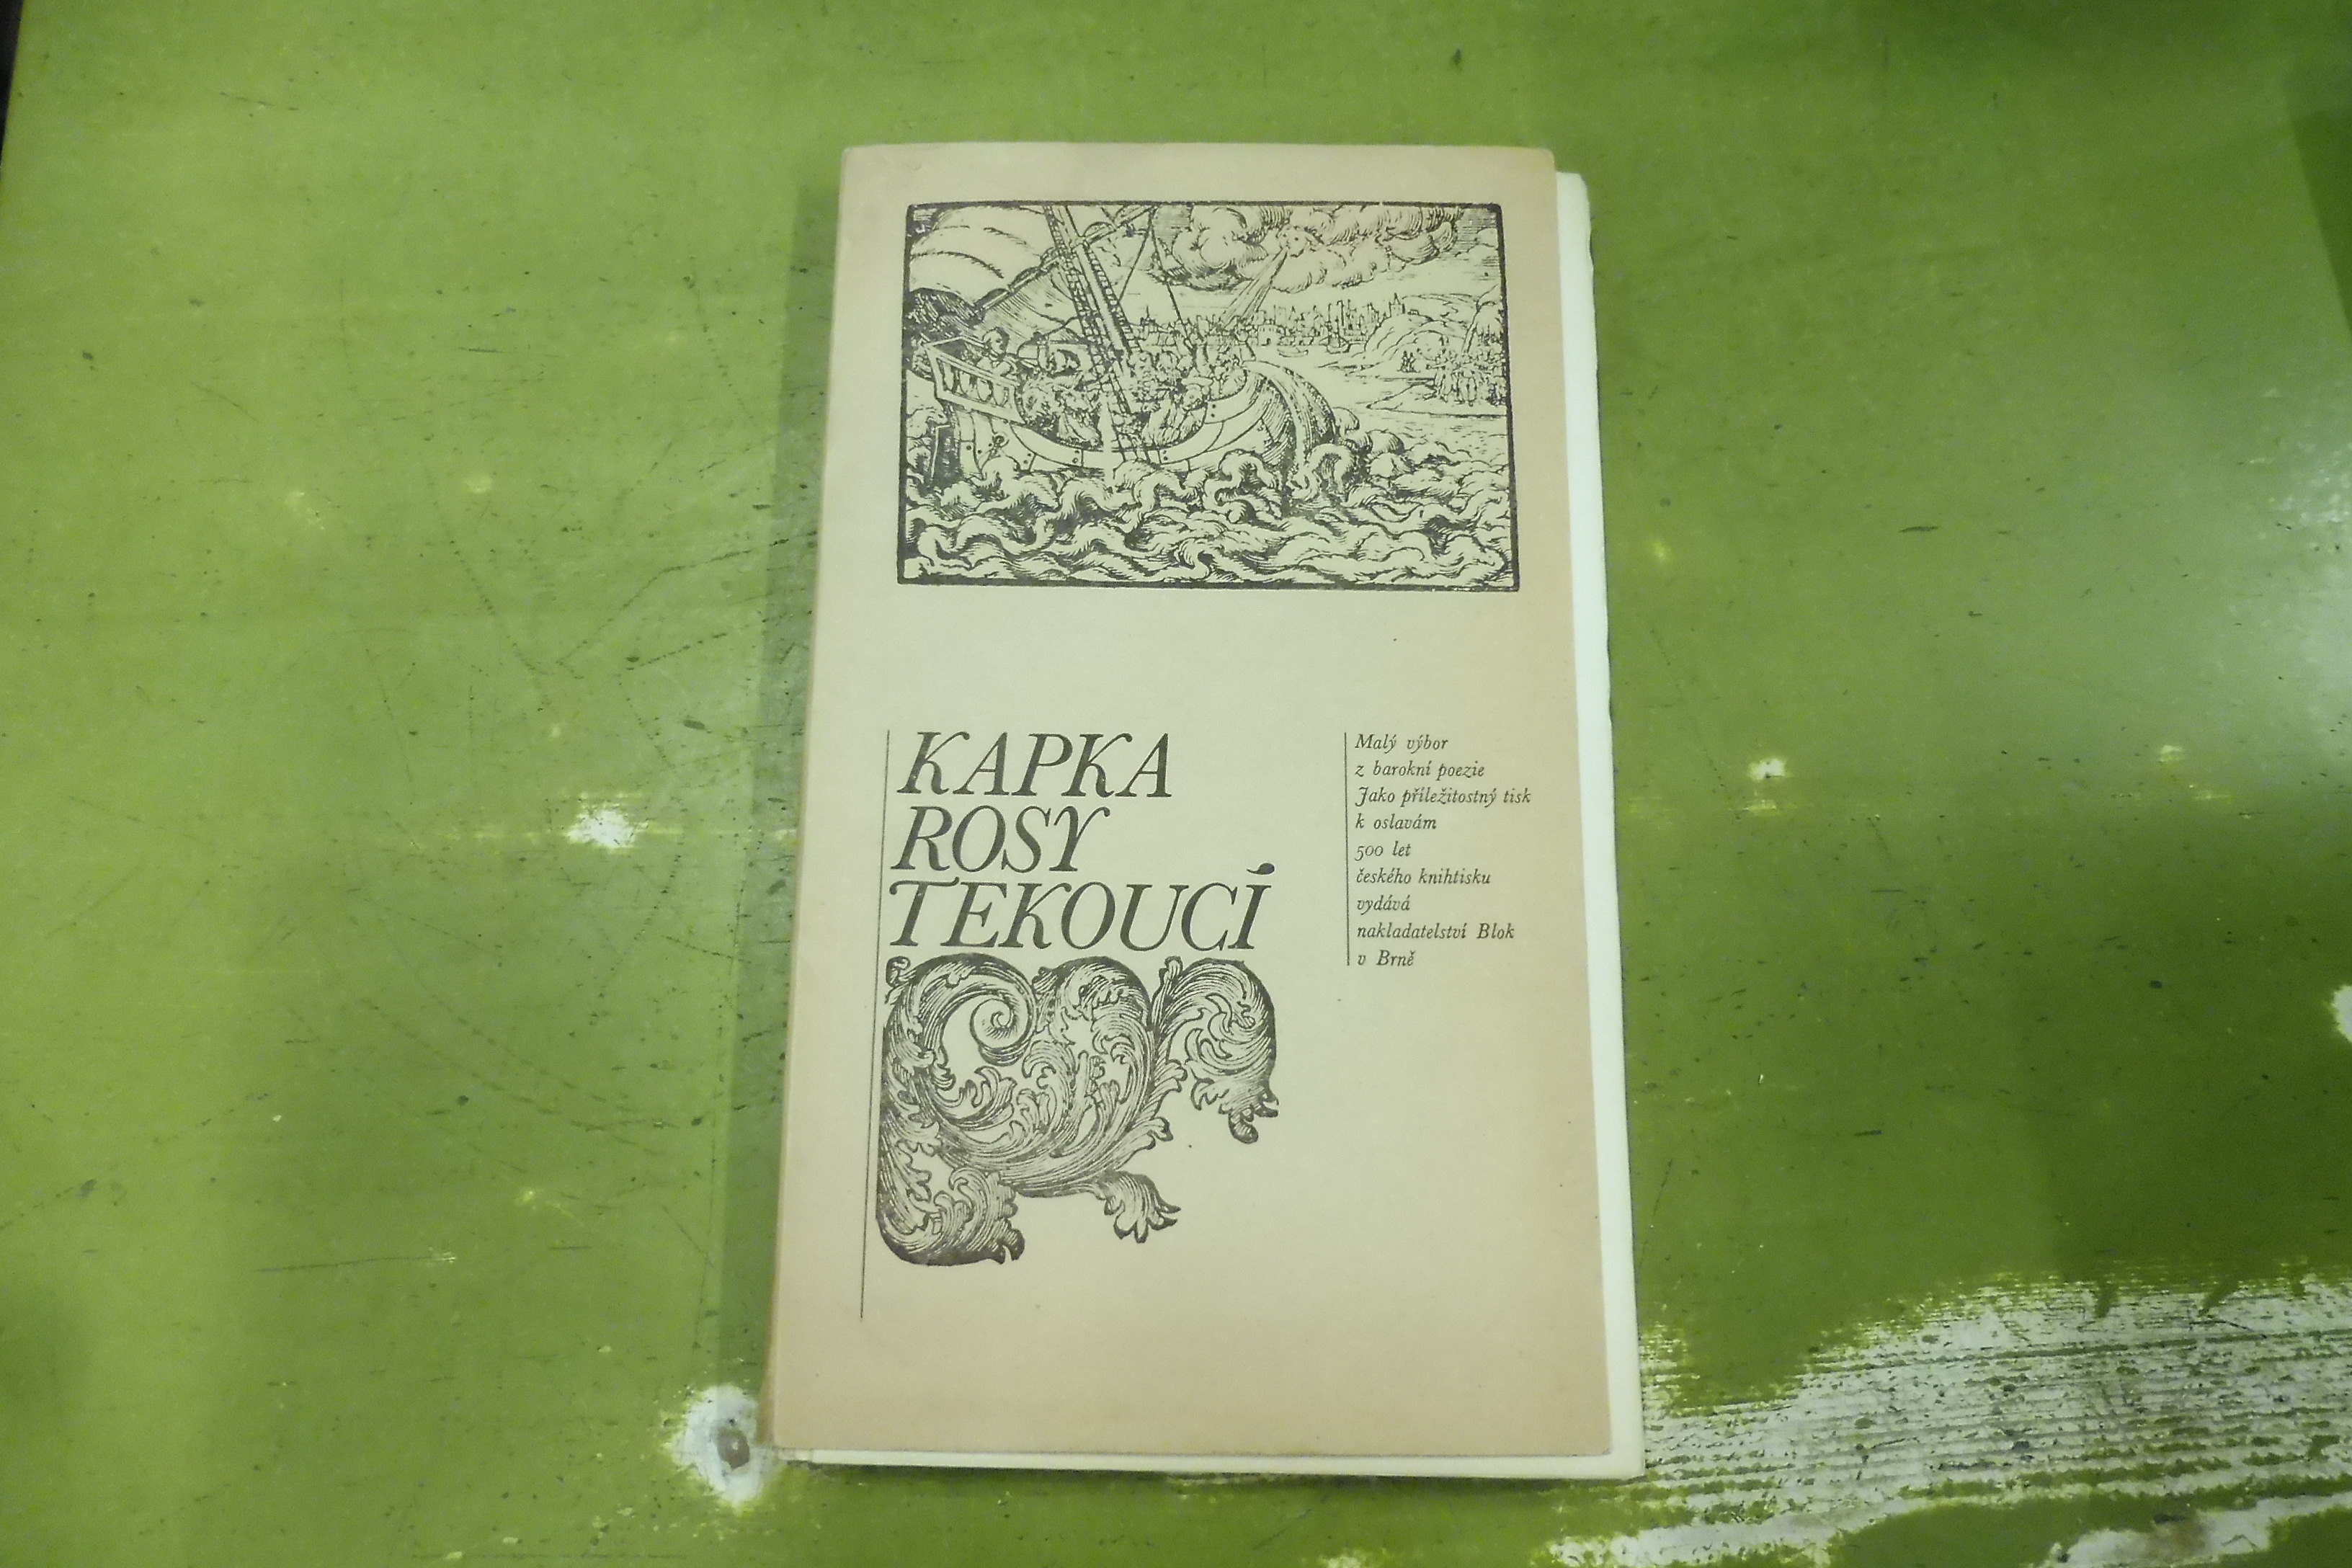 KAPKA
ROSY
TEKOUCÍ
Malý výbor
z barokní poezie
Jako příležitostný tisk
k oslavám
500 let
českého knihtisku
vydává
nakladatelství Blok
v Brně